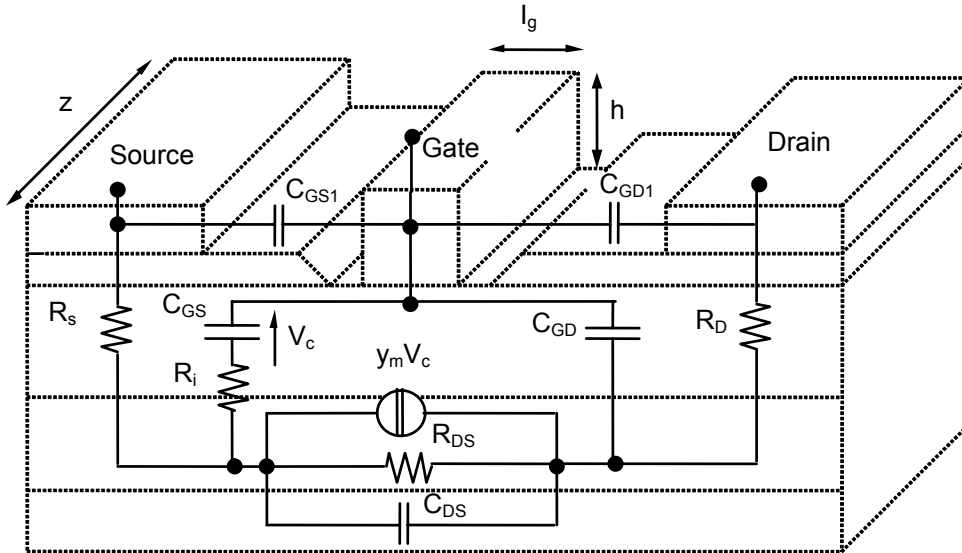 l_g
z
h
Source
Gate
Drain
C_GS1
C_GD1
R_s
C_GS
V_c
C_GD
R_D
y_mV_c
R_i
R_DS
C_DS